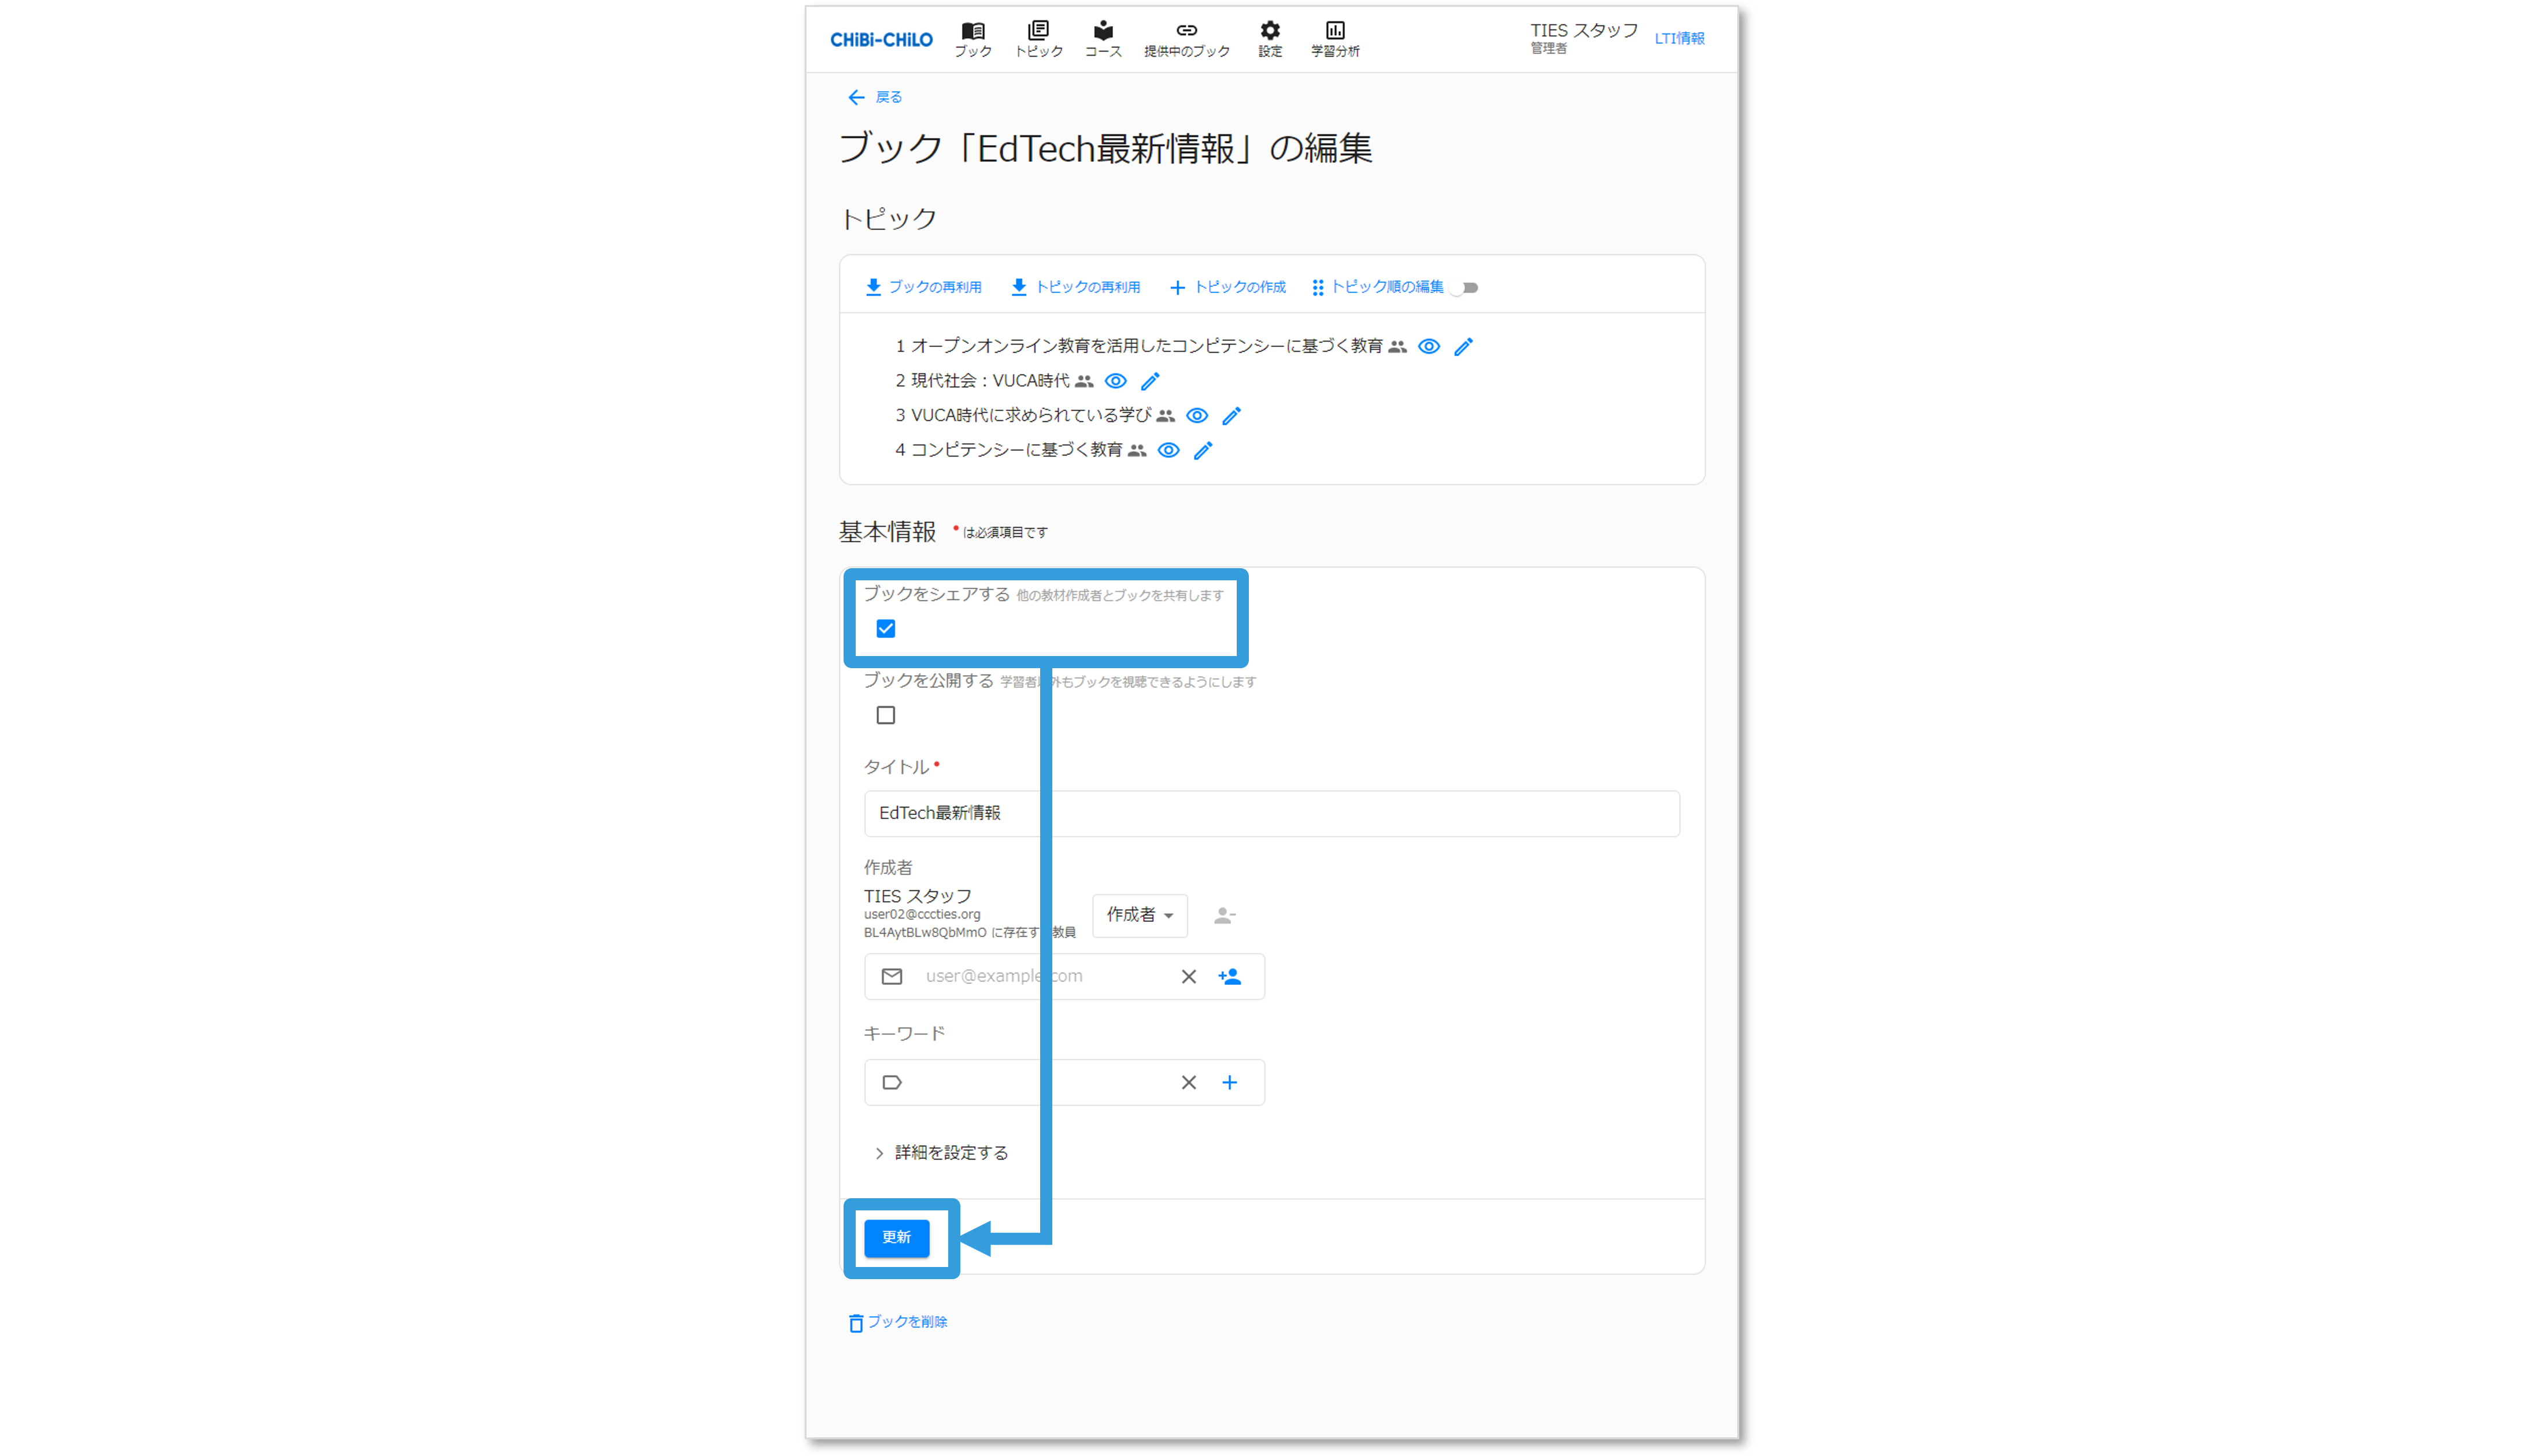 CHiBi-CHiLO
ブック
トピック
コース
提供中のブック
設定
学習分析
TIES スタッフ
管理者
LTI情報
戻る
ブック「EdTech最新情報」の編集
トピック
ブックの再利用
トピックの再利用
トピックの作成
トピック順の編集
1 オープンオンライン教育を活用したコンピテンシーに基づく教育
2 現代社会：VUCA時代
3 VUCA時代に求められている学び
4 コンピテンシーに基づく教育
基本情報 * は必須項目です
ブックをシェアする 他の教材作成者とブックを共有します
ブックを公開する 学習者以外もブックを視聴できるようにします
タイトル *
EdTech最新情報
作成者
TIES スタッフ
user02@cccties.org
BL4AytBLw8QbMmO に存在する教員
作成者
user@example.com
キーワード
詳細を設定する
更新
ブックを削除